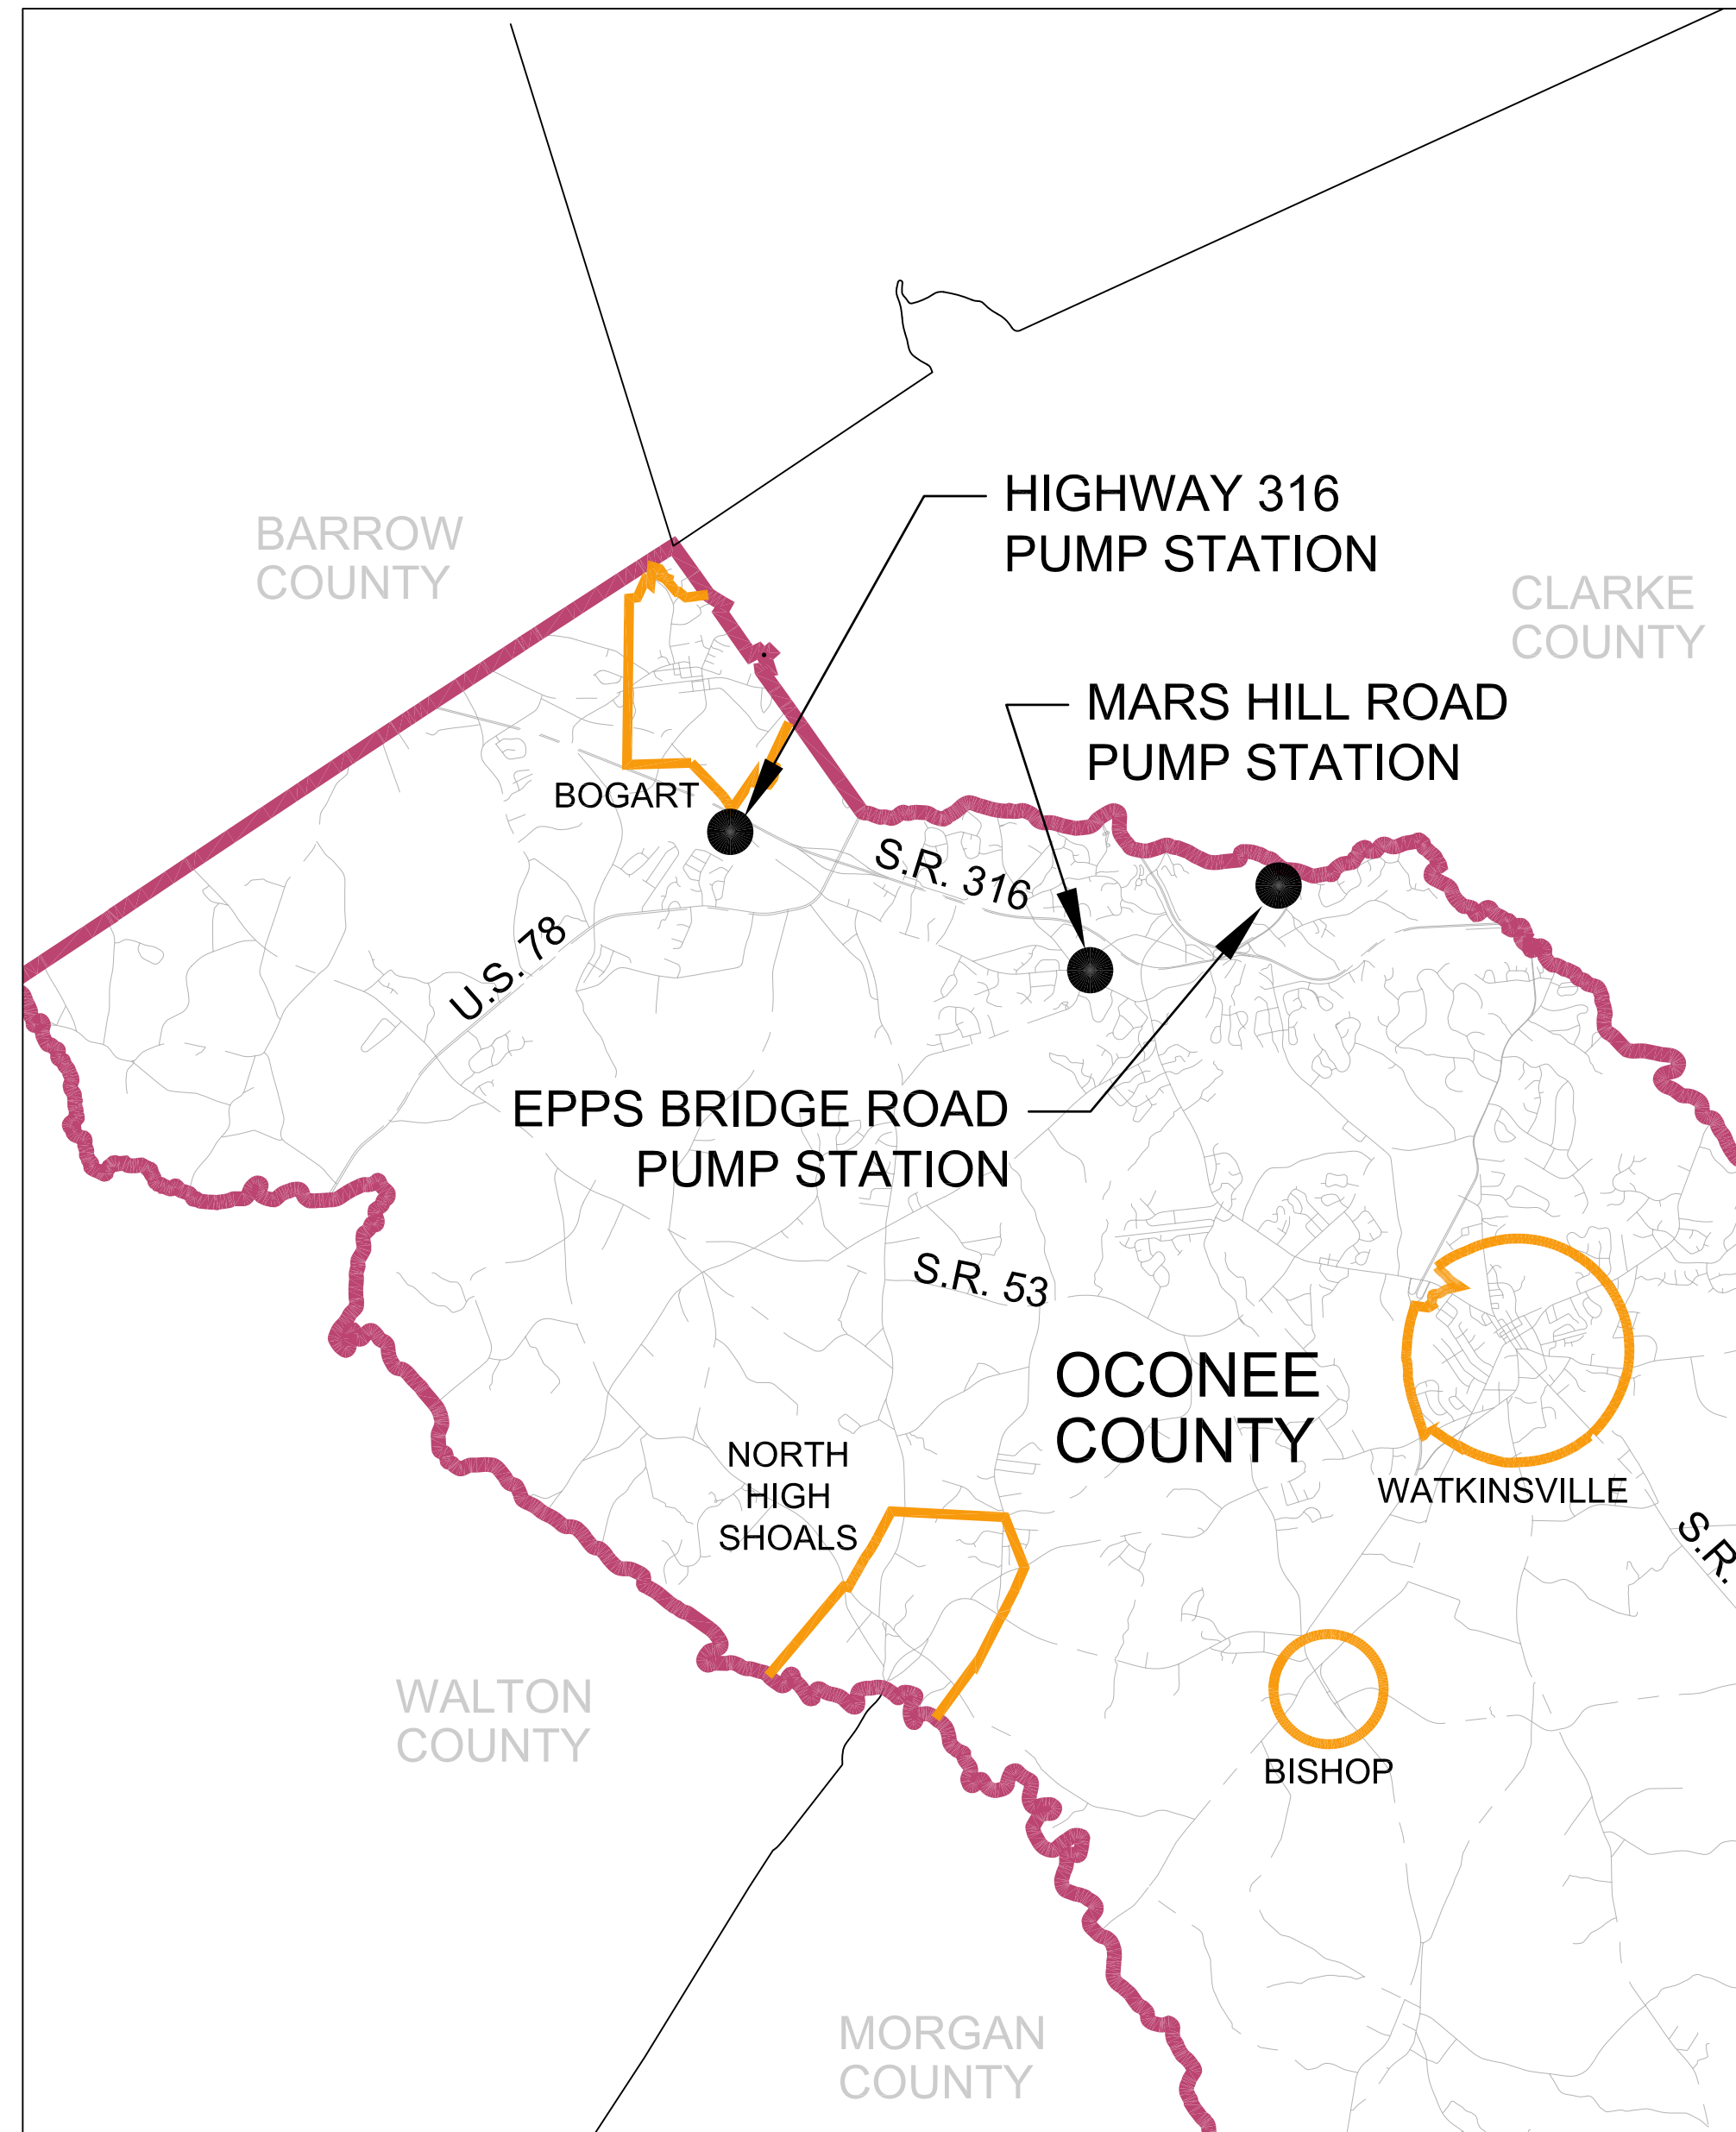 HIGHWAY 316
PUMP STATION
BARROW
COUNTY
CLARKE
COUNTY
MARS HILL ROAD
PUMP STATION
BOGART
S.R. 316
U.S. 78
EPPS BRIDGE ROAD
PUMP STATION
S.R. 53
OCONEE
COUNTY
NORTH
HIGH
SHOALS
WATKINSVILLE
S.R.
WALTON
COUNTY
BISHOP
MORGAN
COUNTY